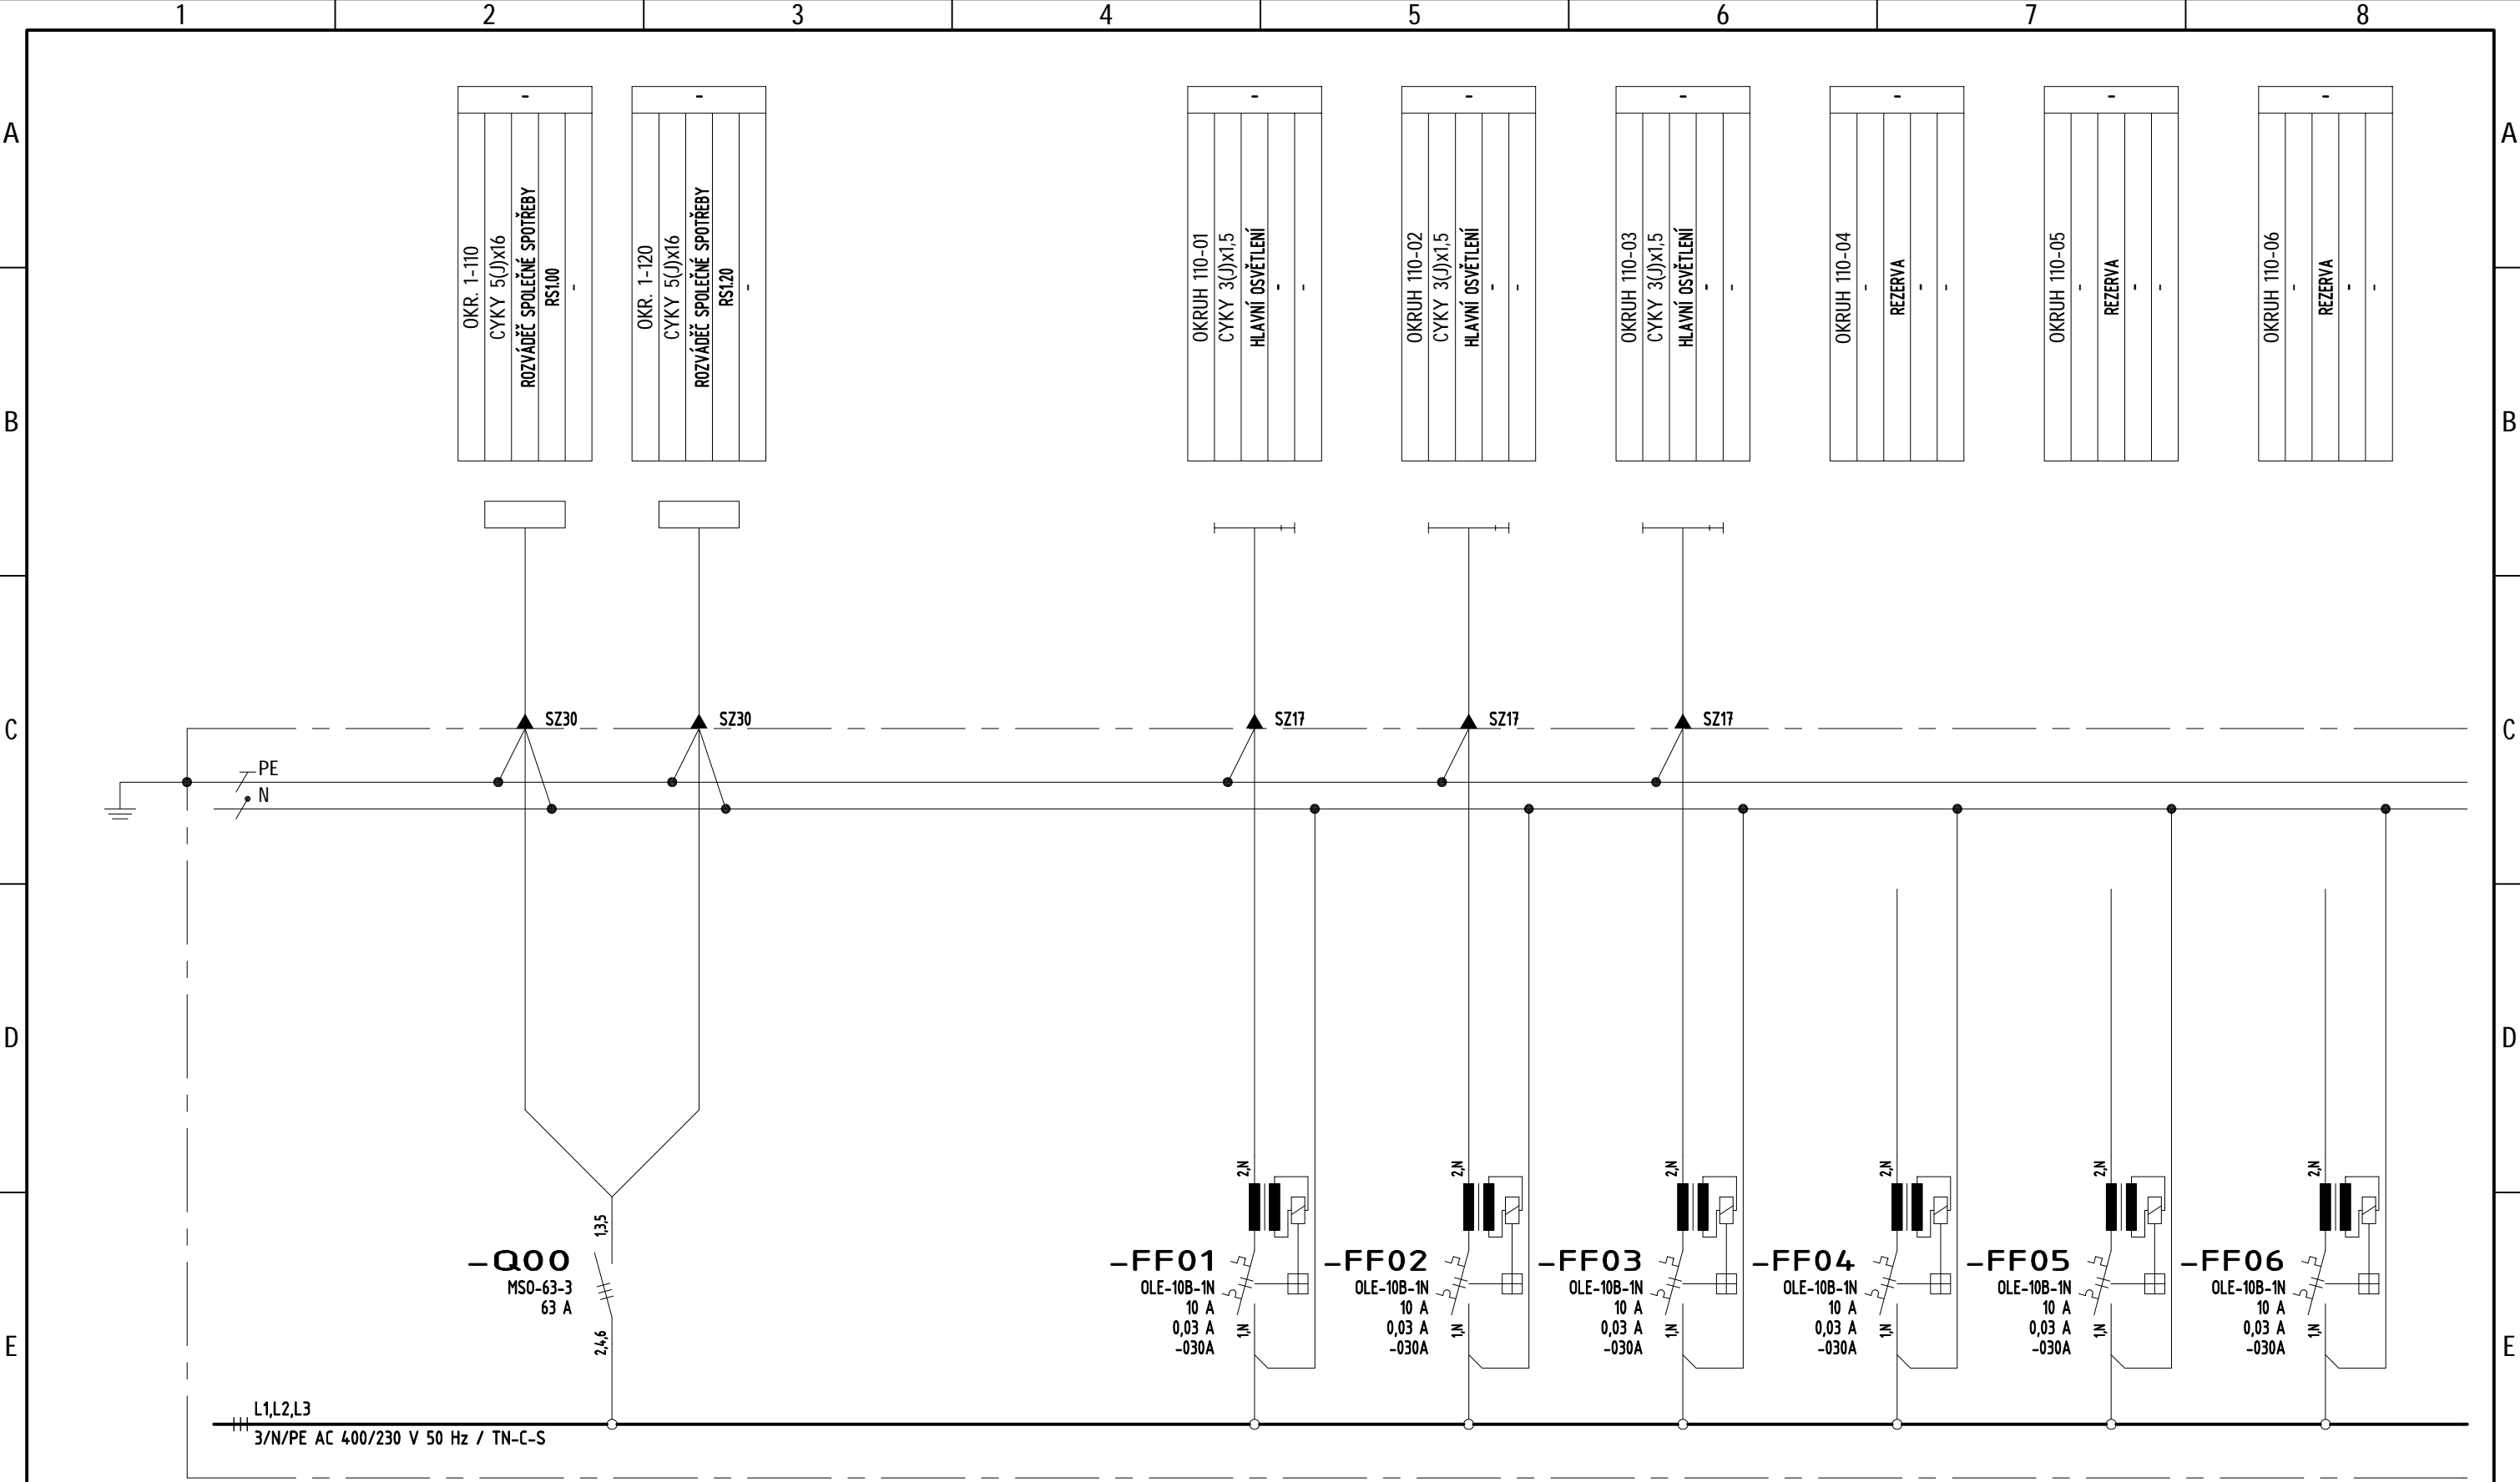 1 2 3 4 5 6 7 8
A
A
B
B
C
C
D
D
E
E
-
OKR. 1-110
CYKY 5(J)x16
ROZVÁDĚČ SPOLEČNÉ SPOTŘEBY
RS1.00
-
-
OKR. 1-120
CYKY 5(J)x16
ROZVÁDĚČ SPOLEČNÉ SPOTŘEBY
RS1.20
-
-
OKRUH 110-01
CYKY 3(J)x1,5
HLAVNÍ OSVĚTLENÍ
-
-
-
OKRUH 110-02
CYKY 3(J)x1,5
HLAVNÍ OSVĚTLENÍ
-
-
-
OKRUH 110-03
CYKY 3(J)x1,5
HLAVNÍ OSVĚTLENÍ
-
-
-
OKRUH 110-04
-
REZERVA
-
-
-
OKRUH 110-05
-
REZERVA
-
-
-
OKRUH 110-06
-
REZERVA
-
-
SZ30
SZ30
SZ17
SZ17
SZ17
PE
N
1,3,5
-Q00
MSO-63-3
63 A
2,4,6
2,N
-FF01
OLE-10B-1N
10 A
0,03 A
-030A
1,N
2,N
-FF02
OLE-10B-1N
10 A
0,03 A
-030A
1,N
2,N
-FF03
OLE-10B-1N
10 A
0,03 A
-030A
1,N
2,N
-FF04
OLE-10B-1N
10 A
0,03 A
-030A
1,N
2,N
-FF05
OLE-10B-1N
10 A
0,03 A
-030A
1,N
2,N
-FF06
OLE-10B-1N
10 A
0,03 A
-030A
1,N
L1,L2,L3
3/N/PE AC 400/230 V 50 Hz / TN-C-S